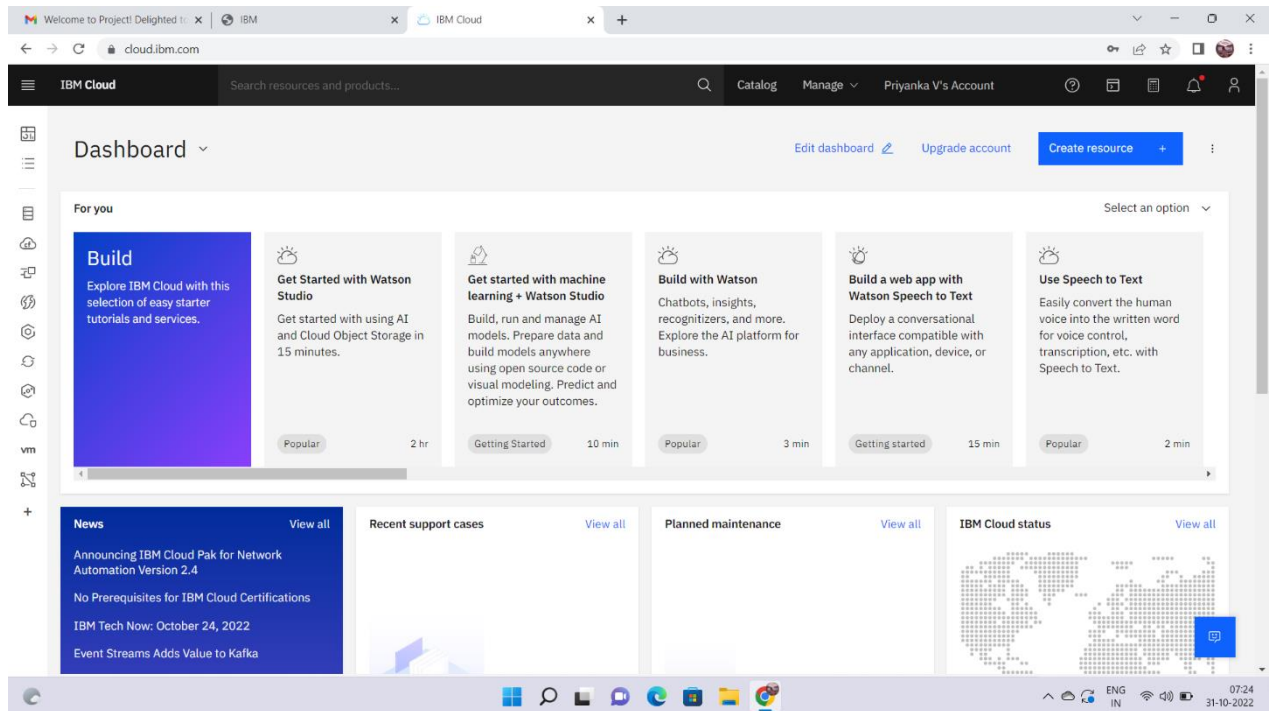 Welcome to Project! Delighted to
IBM
IBM Cloud
cloud.ibm.com
IBM Cloud
Search resources and products...
Catalog
Manage
Priyanka V's Account
Dashboard
Edit dashboard
Upgrade account
Create resource +
For you
Select an option
Build
Explore IBM Cloud with this
selection of easy starter
tutorials and services.
Get Started with Watson
Studio
Get started with using AI
and Cloud Object Storage in
15 minutes.
Popular
2 hr
Get started with machine
learning + Watson Studio
Build, run and manage AI
models. Prepare data and
build models anywhere
using open source code or
visual modeling. Predict and
optimize your outcomes.
Getting Started
10 min
Build with Watson
Chatbots, insights,
recognizers, and more.
Explore the AI platform for
business.
Popular
3 min
Build a web app with
Watson Speech to Text
Deploy a conversational
interface compatible with
any application, device, or
channel.
Getting started
15 min
Use Speech to Text
Easily convert the human
voice into the written word
for voice control,
transcription, etc. with
Speech to Text.
Popular
2 min
vm
News
View all
Announcing IBM Cloud Pak for Network
Automation Version 2.4
No Prerequisites for IBM Cloud Certifications
IBM Tech Now: October 24, 2022
Event Streams Adds Value to Kafka
Recent support cases
View all
Planned maintenance
View all
IBM Cloud status
View all
ENG
IN
07:24
31-10-2022